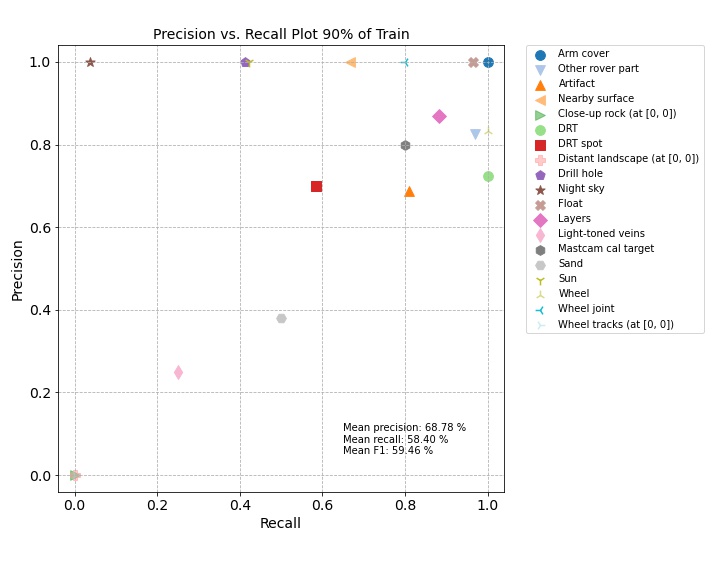 Precision vs. Recall Plot 90% of Train
1.0
0.8
0.6
0.4
0.2
0.0
Precision
0.0
0.2
0.4
0.6
0.8
1.0
Recall
Mean precision: 68.78 %
Mean recall: 58.40 %
Mean F1: 59.46 %
Arm cover
Other rover part
Artifact
Nearby surface
Close-up rock (at [0, 0])
DRT
DRT spot
Distant landscape (at [0, 0])
Drill hole
Night sky
Float
Layers
Light-toned veins
Mastcam cal target
Sand
Sun
Wheel
Wheel joint
Wheel tracks (at [0, 0])